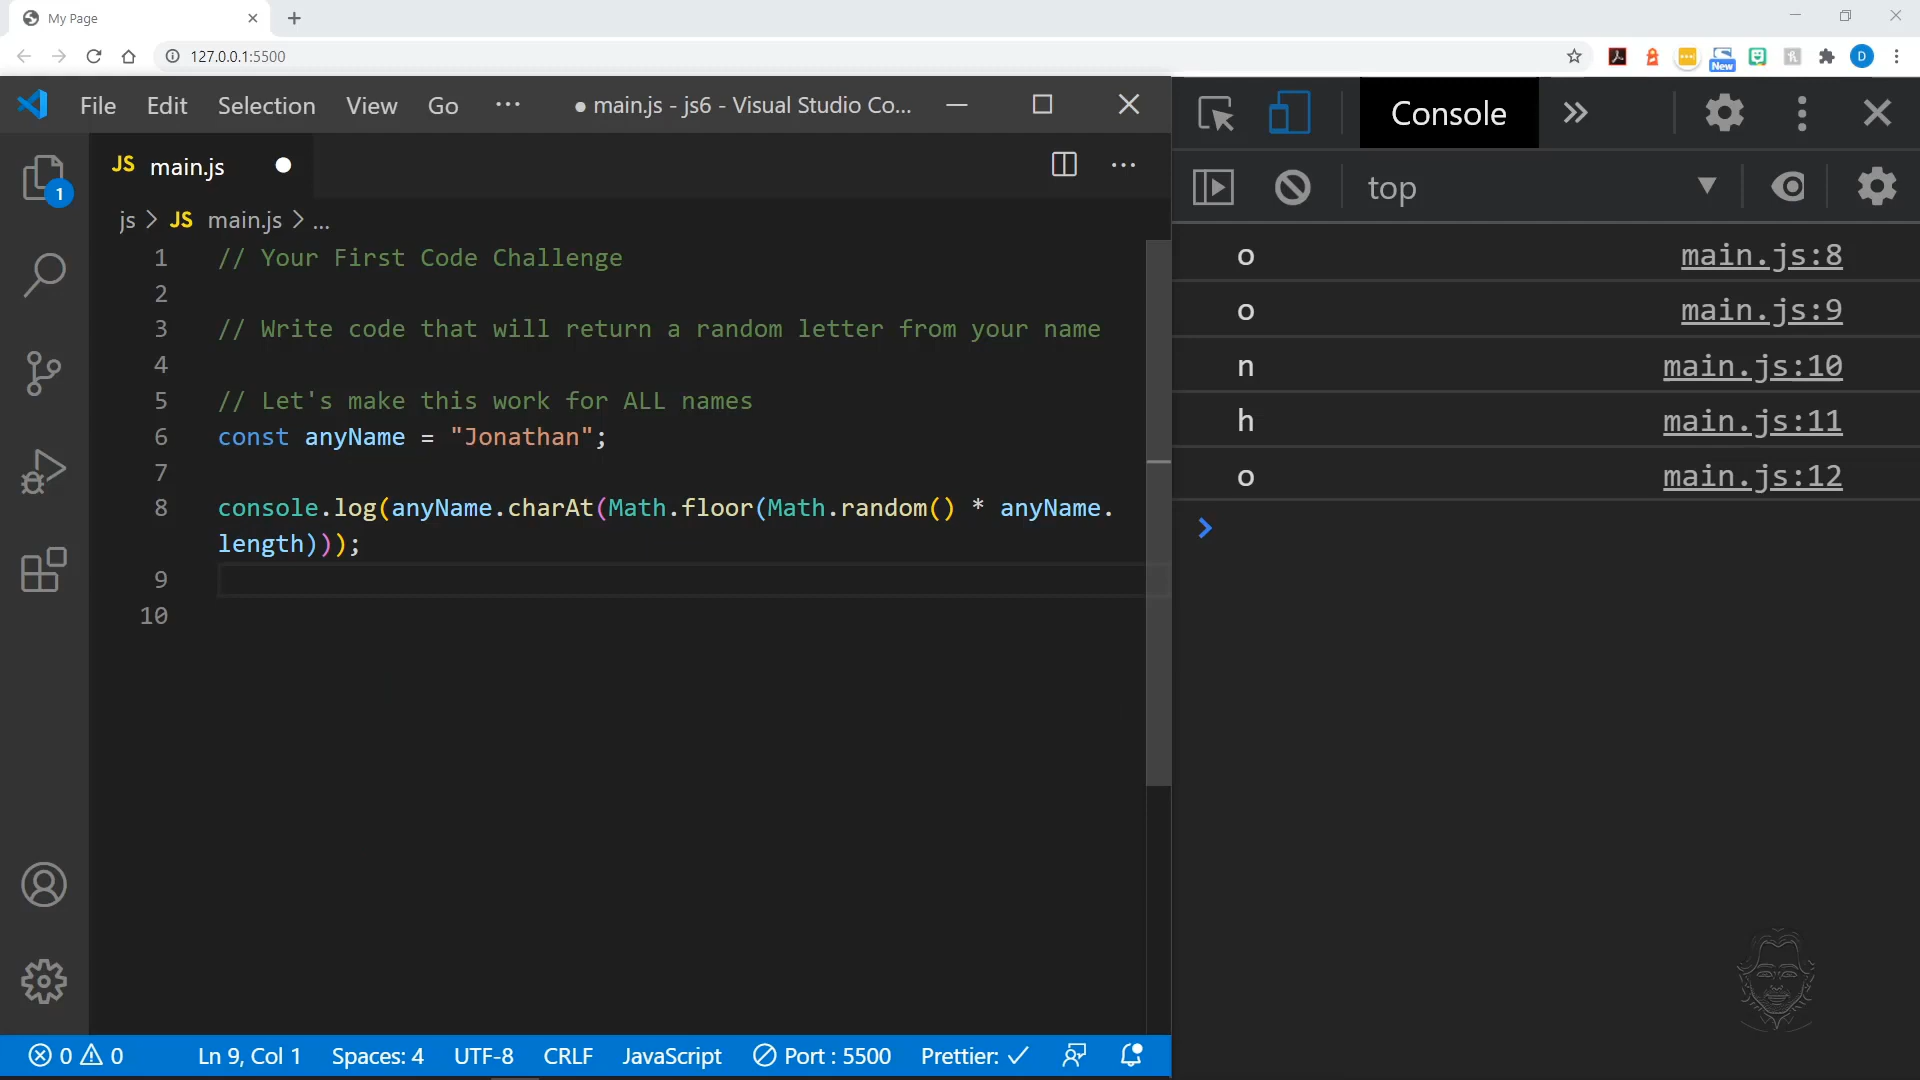 My Page
127.0.0.1:5500
New
D
File Edit Selection View Go ... ● main.js - js6 - Visual Studio Co...
Console
JS main.js
top
1
js > JS main.js > ...
1 // Your First Code Challenge
2
3 // Write code that will return a random letter from your name
4
5 // Let's make this work for ALL names
6 const anyName = "Jonathan";
7
8 console.log(anyName.charAt(Math.floor(Math.random() * anyName.
length)));
9
10
o main.js:8
o main.js:9
n main.js:10
h main.js:11
o main.js:12
0 0 Ln 9, Col 1 Spaces: 4 UTF-8 CRLF JavaScript Port : 5500 Prettier: ✓